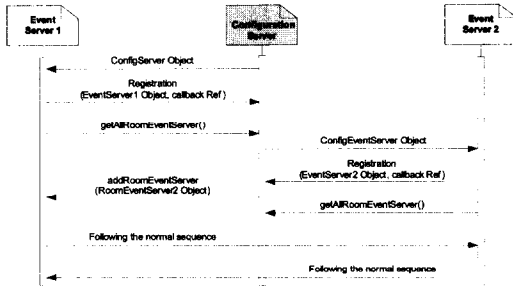 Event
Server 1
Configuration
Server
Event
Server 2
ConfigServer Object
Registration
(EventServer1 Object, callback Ref)
getAllRoomEventServer()
ConfigEventServer Object
Registration
(EventServer2 Object, callback Ref)
addRoomEventServer
(RoomEventServer2 Object)
getAllRoomEventServer()
Following the normal sequence
Following the normal sequence